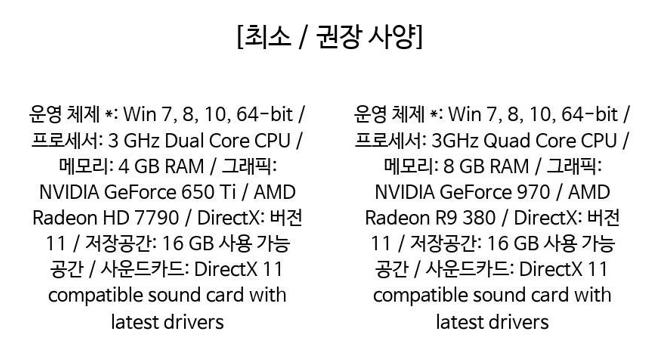 [최소 / 권장 사양]
운영 체제 *: Win 7, 8, 10, 64-bit /
프로세서: 3 GHz Dual Core CPU /
메모리: 4 GB RAM / 그래픽:
NVIDIA GeForce 650 Ti / AMD
Radeon HD 7790 / DirectX: 버전
11 / 저장공간: 16 GB 사용 가능
공간 / 사운드카드: DirectX 11
compatible sound card with
latest drivers
운영 체제 *: Win 7, 8, 10, 64-bit /
프로세서: 3GHz Quad Core CPU /
메모리: 8 GB RAM / 그래픽:
NVIDIA GeForce 970 / AMD
Radeon R9 380 / DirectX: 버전
11 / 저장공간: 16 GB 사용 가능
공간 / 사운드카드: DirectX 11
compatible sound card with
latest drivers